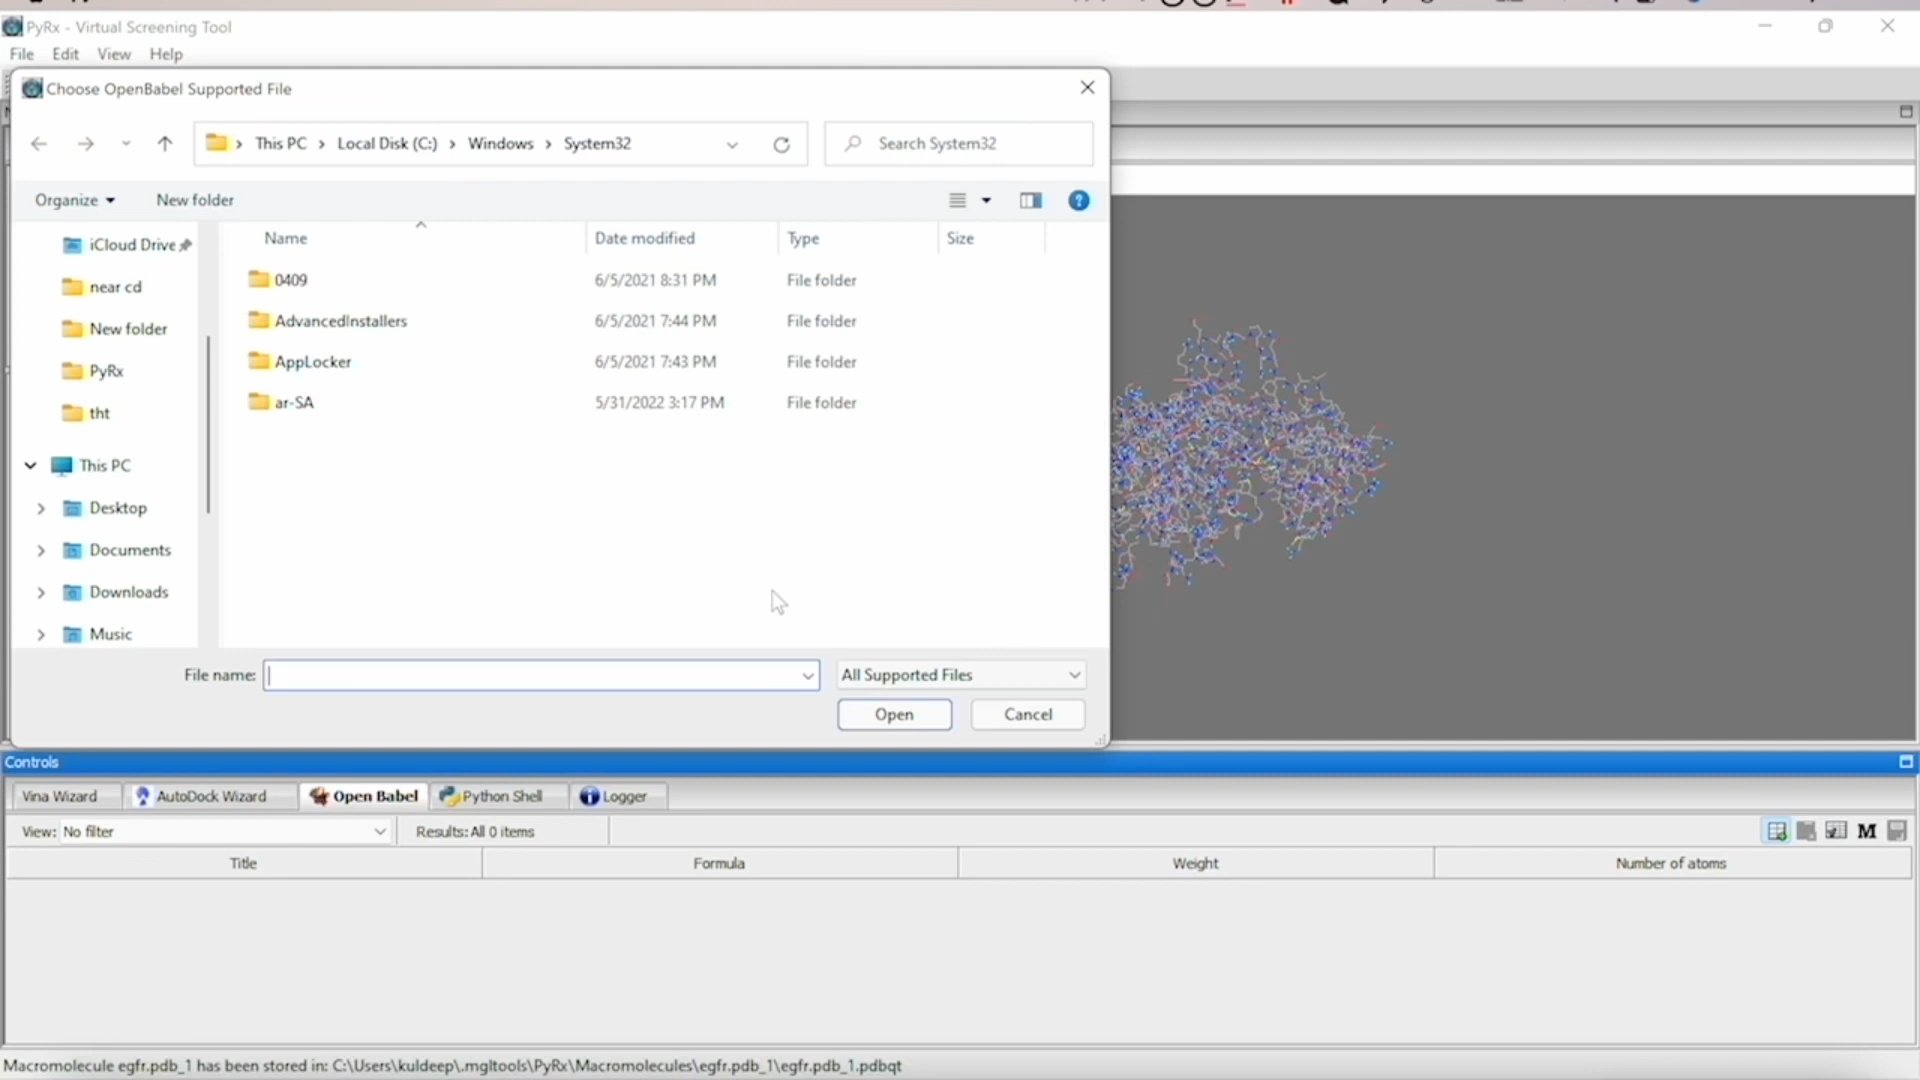 PyRx - Virtual Screening Tool
File Edit View Help
Choose OpenBabel Supported File
This PC > Local Disk (C:) > Windows > System32
Search System32
Organize New folder
iCloud Drive
near cd
New folder
PyRx
tht
This PC
Desktop
Documents
Downloads
Music
Name Date modified Type Size
0409 6/5/2021 8:31 PM File folder
AdvancedInstallers 6/5/2021 7:44 PM File folder
AppLocker 6/5/2021 7:43 PM File folder
ar-SA 5/31/2022 3:17 PM File folder
File name: All Supported Files
Open Cancel
Controls
Vina Wizard AutoDock Wizard Open Babel Python Shell Logger
View: No filter Results: All 0 items M
Title Formula Weight Number of atoms
Macromolecule egfr.pdb_1 has been stored in: C:\Users\kuldeep\.mgltools\PyRx\Macromolecules\egfr.pdb_1\egfr.pdb_1.pdbqt